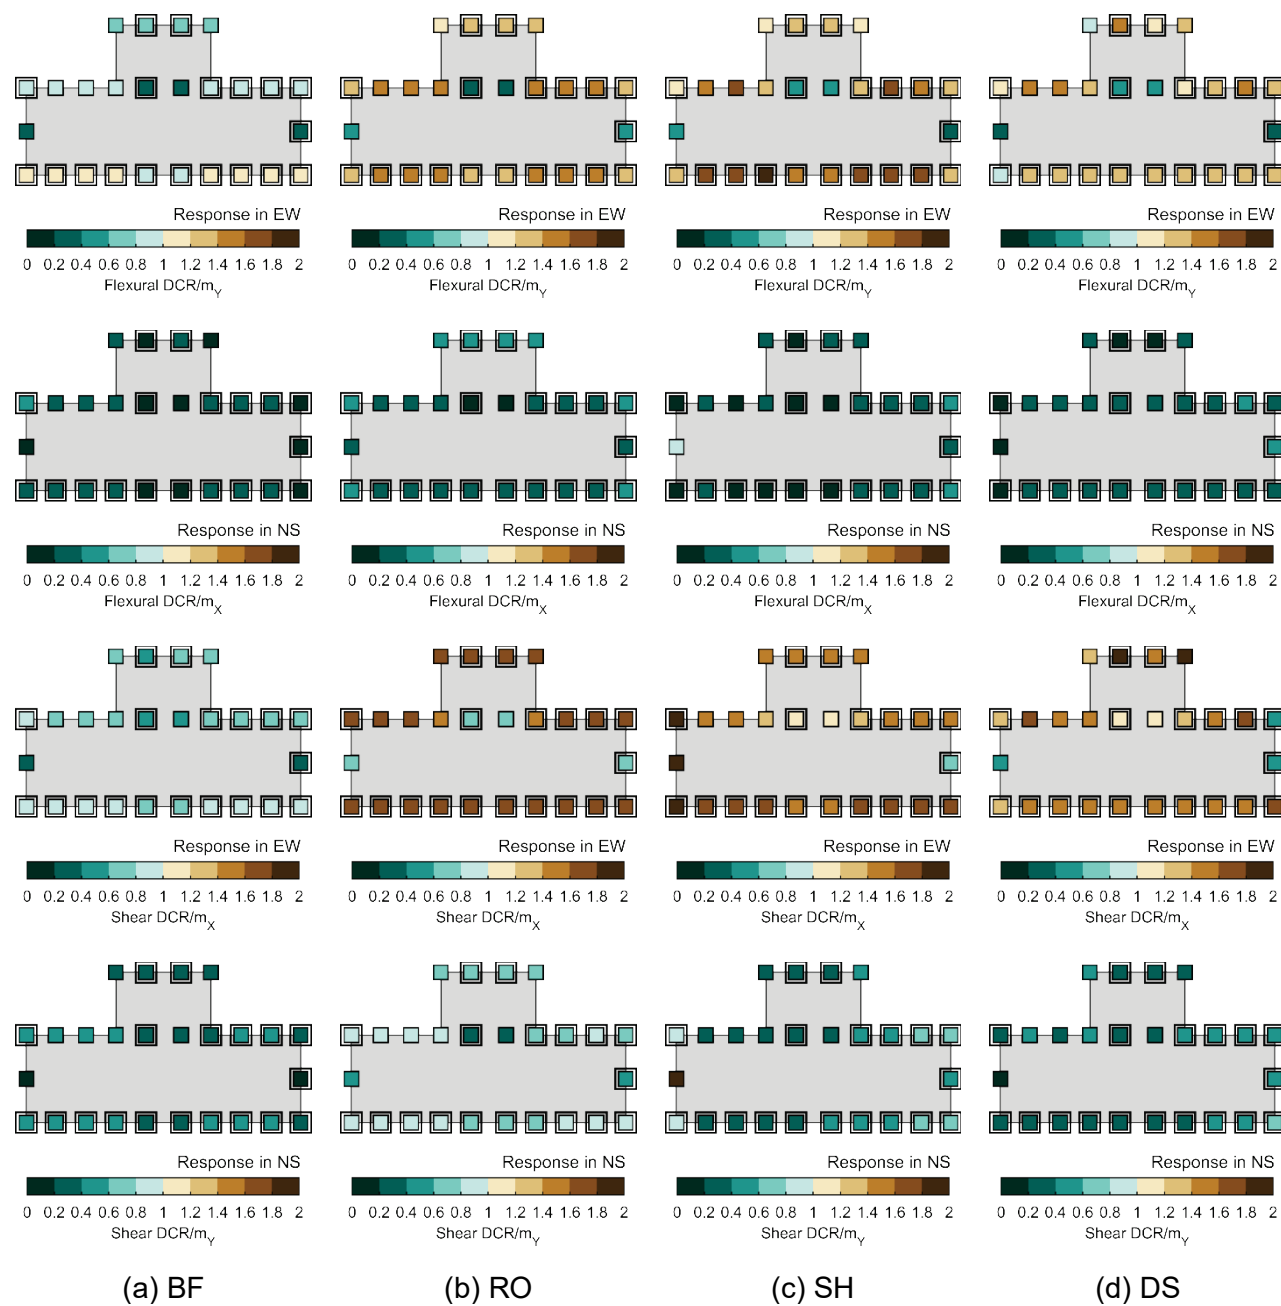 Response in EW Response in EW Response in EW Response in EW
0 0.2 0.4 0.6 0.8 1 1.2 1.4 1.6 1.8 2 0 0.2 0.4 0.6 0.8 1 1.2 1.4 1.6 1.8 2 0 0.2 0.4 0.6 0.8 1 1.2 1.4 1.6 1.8 2 0 0.2 0.4 0.6 0.8 1 1.2 1.4 1.6 1.8 2
Flexural DCR/m_Y Flexural DCR/m_Y Flexural DCR/m_Y Flexural DCR/m_Y
Response in NS Response in NS Response in NS Response in NS
0 0.2 0.4 0.6 0.8 1 1.2 1.4 1.6 1.8 2 0 0.2 0.4 0.6 0.8 1 1.2 1.4 1.6 1.8 2 0 0.2 0.4 0.6 0.8 1 1.2 1.4 1.6 1.8 2 0 0.2 0.4 0.6 0.8 1 1.2 1.4 1.6 1.8 2
Flexural DCR/m_X Flexural DCR/m_X Flexural DCR/m_X Flexural DCR/m_X
Response in EW Response in EW Response in EW Response in EW
0 0.2 0.4 0.6 0.8 1 1.2 1.4 1.6 1.8 2 0 0.2 0.4 0.6 0.8 1 1.2 1.4 1.6 1.8 2 0 0.2 0.4 0.6 0.8 1 1.2 1.4 1.6 1.8 2 0 0.2 0.4 0.6 0.8 1 1.2 1.4 1.6 1.8 2
Shear DCR/m_X Shear DCR/m_X Shear DCR/m_X Shear DCR/m_X
Response in NS Response in NS Response in NS Response in NS
0 0.2 0.4 0.6 0.8 1 1.2 1.4 1.6 1.8 2 0 0.2 0.4 0.6 0.8 1 1.2 1.4 1.6 1.8 2 0 0.2 0.4 0.6 0.8 1 1.2 1.4 1.6 1.8 2 0 0.2 0.4 0.6 0.8 1 1.2 1.4 1.6 1.8 2
Shear DCR/m_Y Shear DCR/m_Y Shear DCR/m_Y Shear DCR/m_Y
(a) BF (b) RO (c) SH (d) DS